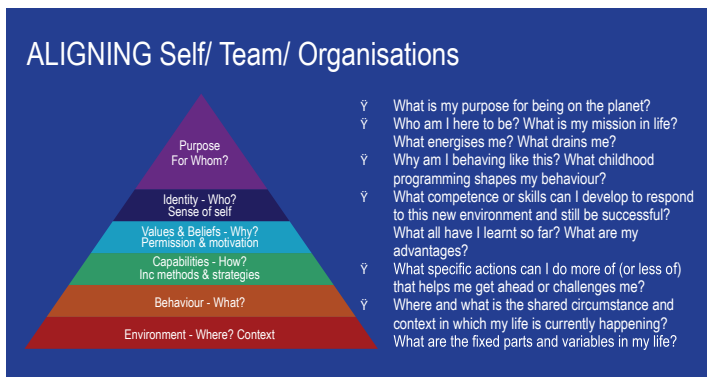 ALIGNING Self/ Team/ Organisations
Purpose
For Whom?
Identity - Who?
Sense of self
Values & Beliefs - Why?
Permission & motivation
Capabilities - How?
Inc methods & strategies
Behaviour - What?
Environment - Where? Context
Ÿ What is my purpose for being on the planet?
Ÿ Who am I here to be? What is my mission in life?
What energises me? What drains me?
Ÿ Why am I behaving like this? What childhood
programming shapes my behaviour?
Ÿ What competence or skills can I develop to respond
to this new environment and still be successful?
What all have I learnt so far? What are my
advantages?
Ÿ What specific actions can I do more of (or less of)
that helps me get ahead or challenges me?
Ÿ Where and what is the shared circumstance and
context in which my life is currently happening?
What are the fixed parts and variables in my life?